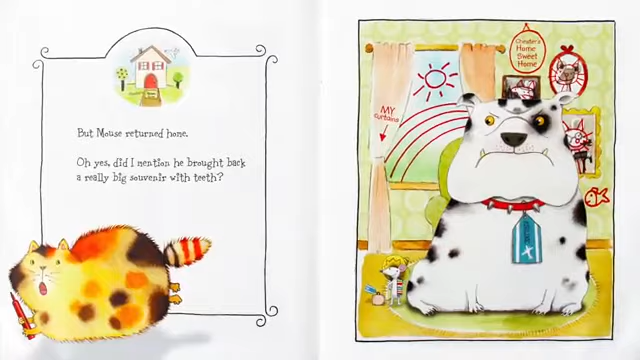 But Mouse returned home.
Oh yes, did I mention he brought back
a really big souvenir with teeth?
Chester's
Home
Sweet
Home
MY
curtains